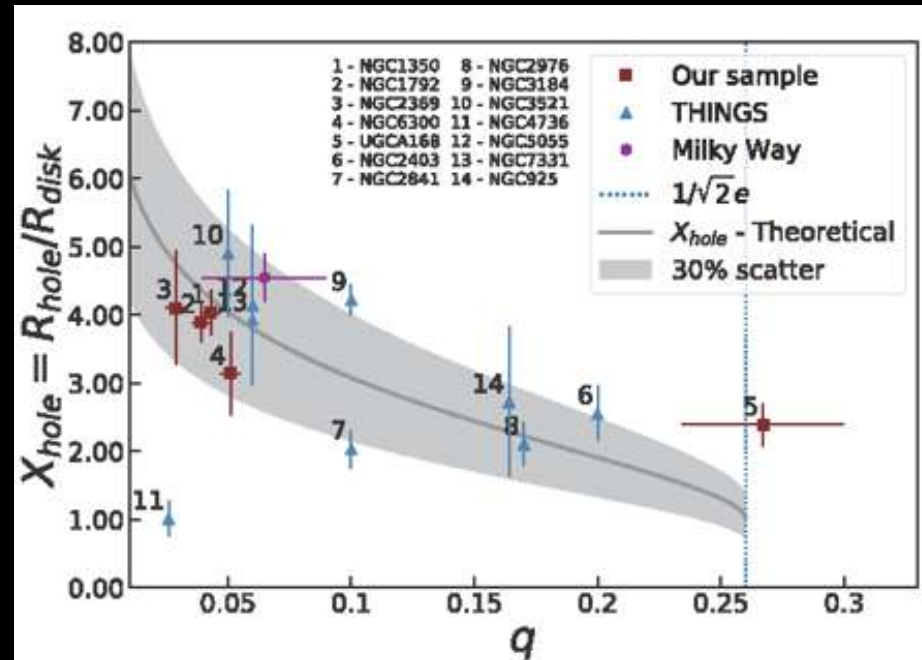 8.00
7.00
6.00
5.00
4.00
3.00
2.00
1.00
0.00
X_hole = R_hole/R_disk
1 - NGC1350 8 - NGC2976
2 - NGC1792 9 - NGC3184
3 - NGC2369 10 - NGC3521
4 - NGC6300 11 - NGC4736
5 - UGCA168 12 - NGC5055
6 - NGC2403 13 - NGC7331
7 - NGC2841 14 - NGC925
Our sample
THINGS
Milky Way
1/√2e
X_hole - Theoretical
30% scatter
10
3
2
1
12
13
4
9
7
14
8
6
5
11
0.05
0.1
0.15
0.2
0.25
0.3
q